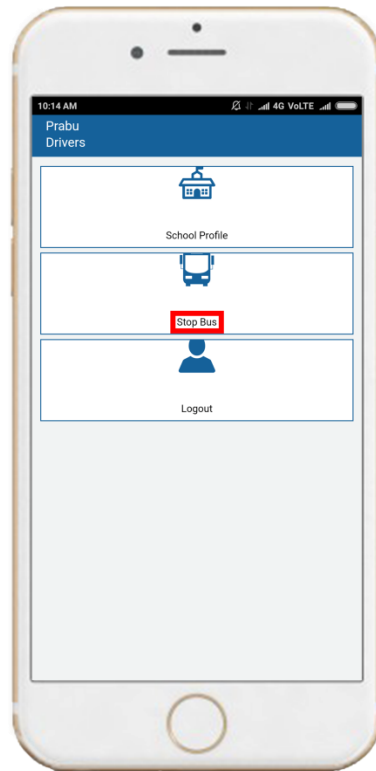 10:14 AM 4G VoLTE
Prabu
Drivers
School Profile
Stop Bus
Logout